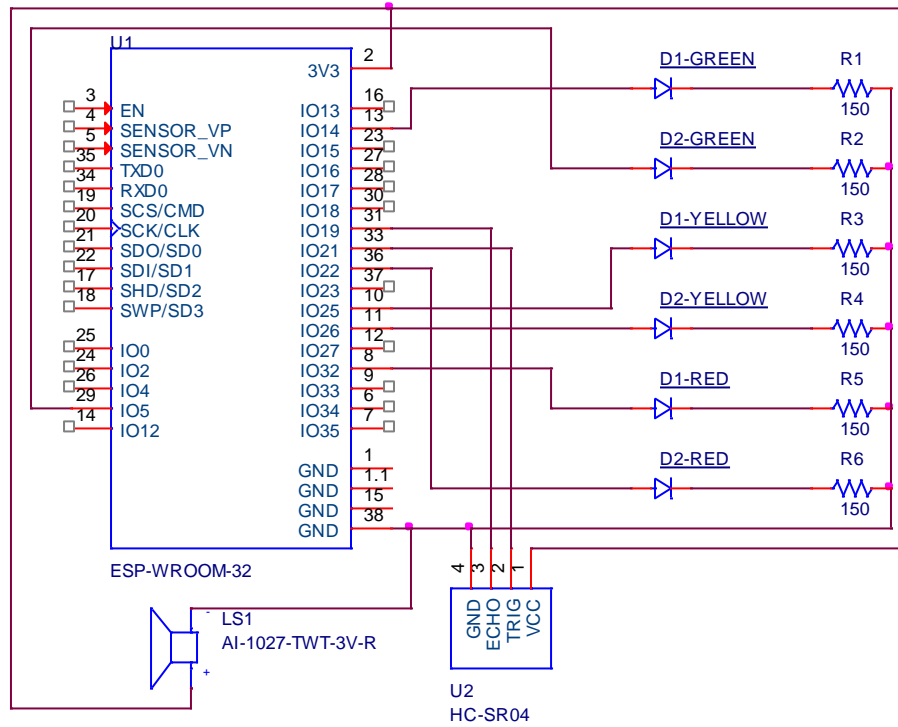 U1
2
3V3
3 EN
4 SENSOR_VP
5 SENSOR_VN
35 TXD0
34 RXD0
19 SCS/CMD
20 SCK/CLK
21 SDO/SD0
22 SDI/SD1
17 SHD/SD2
18 SWP/SD3
25 IO0
24 IO2
26 IO4
29 IO5
14 IO12
IO13 16
IO14 13
IO15 23
IO16 27
IO17 28
IO18 30
IO19 31
IO21 33
IO22 36
IO23 37
IO25 10
IO26 11
IO27 12
IO32 8
IO33 9
IO34 6
IO35 7
GND 1
GND 1.1
GND 15
GND 38
ESP-WROOM-32
D1-GREEN
R1
150
D2-GREEN
R2
150
D1-YELLOW
R3
150
D2-YELLOW
R4
150
D1-RED
R5
150
D2-RED
R6
150
-
LS1
AI-1027-TWT-3V-R
+
4 GND
3 ECHO
2 TRIG
1 VCC
U2
HC-SR04